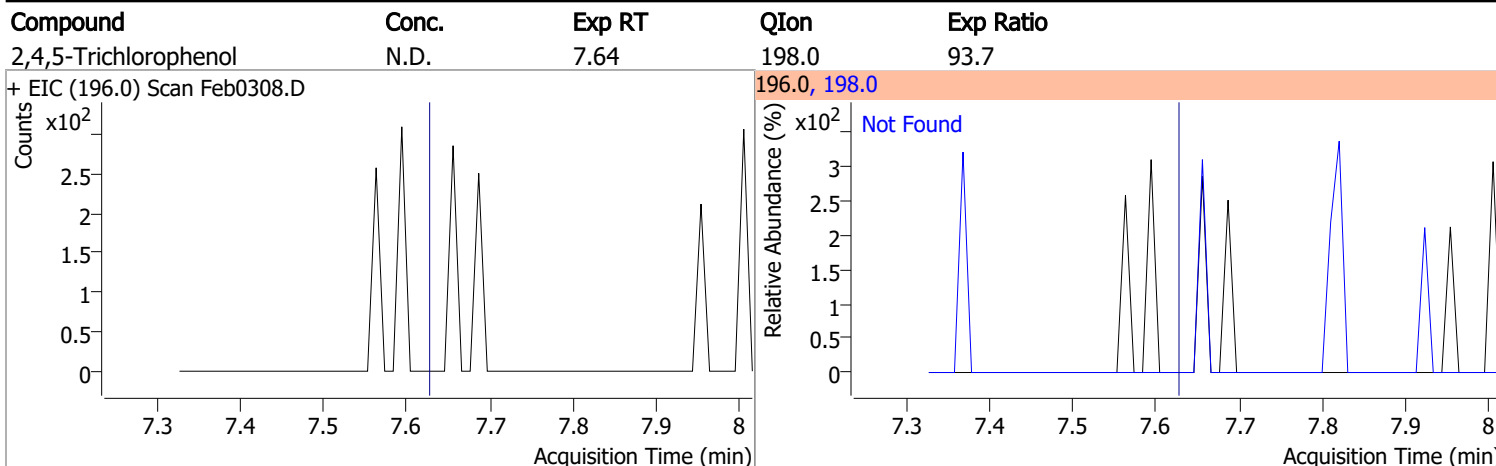 Compound Conc. Exp RT QIon Exp Ratio
2,4,5-Trichlorophenol N.D. 7.64 198.0 93.7
+ EIC (196.0) Scan Feb0308.D
Counts
x10²
2.5
2
1.5
1
0.5
0
7.3 7.4 7.5 7.6 7.7 7.8 7.9 8
Acquisition Time (min)
196.0, 198.0
Relative Abundance (%)
x10²
Not Found
3
2.5
2
1.5
1
0.5
0
7.3 7.4 7.5 7.6 7.7 7.8 7.9 8
Acquisition Time (min)